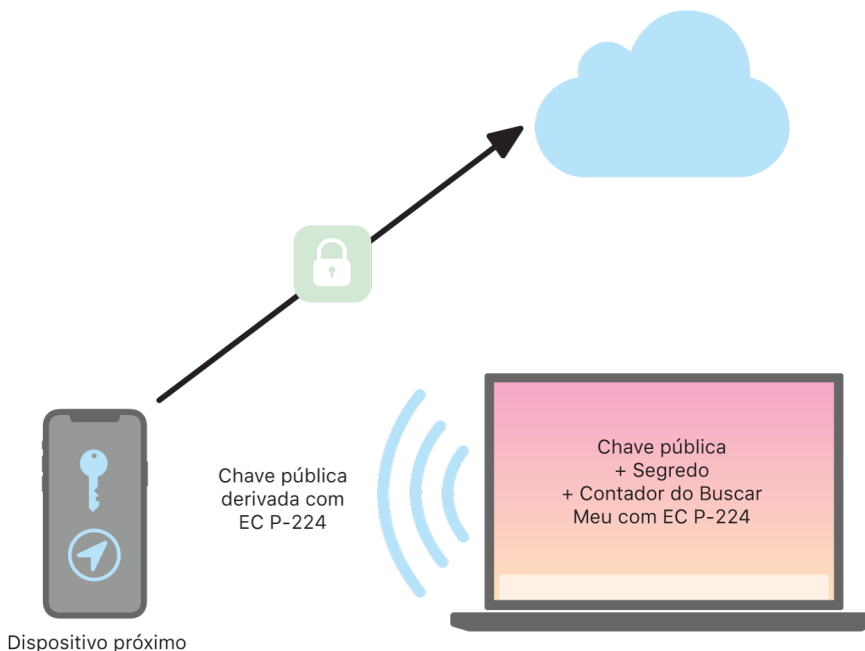 Chave pública
+ Segredo
+ Contador do Buscar
Meu com EC P-224
Chave pública
derivada com
EC P-224
Dispositivo próximo